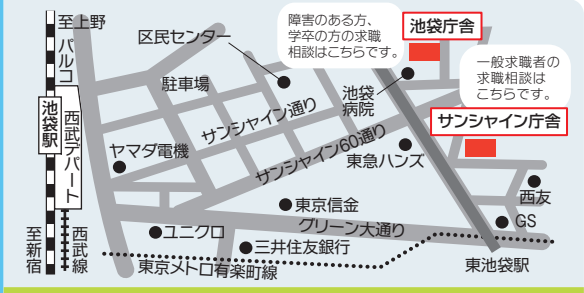 至上野
パルコ
池袋駅
西武デパート
至新宿
西武線
区民センター
駐車場
サンシャイン通り
ヤマダ電機
サンシャイン60通り
障害のある方、
学卒の方の求職
相談はこちらです。
池袋庁舎
池袋
病院
一般求職者の
求職相談は
こちらです。
サンシャイン庁舎
東急ハンズ
西友
東京信金
グリーン大通り
GS
ユニクロ
三井住友銀行
東京メトロ有楽町線
東池袋駅